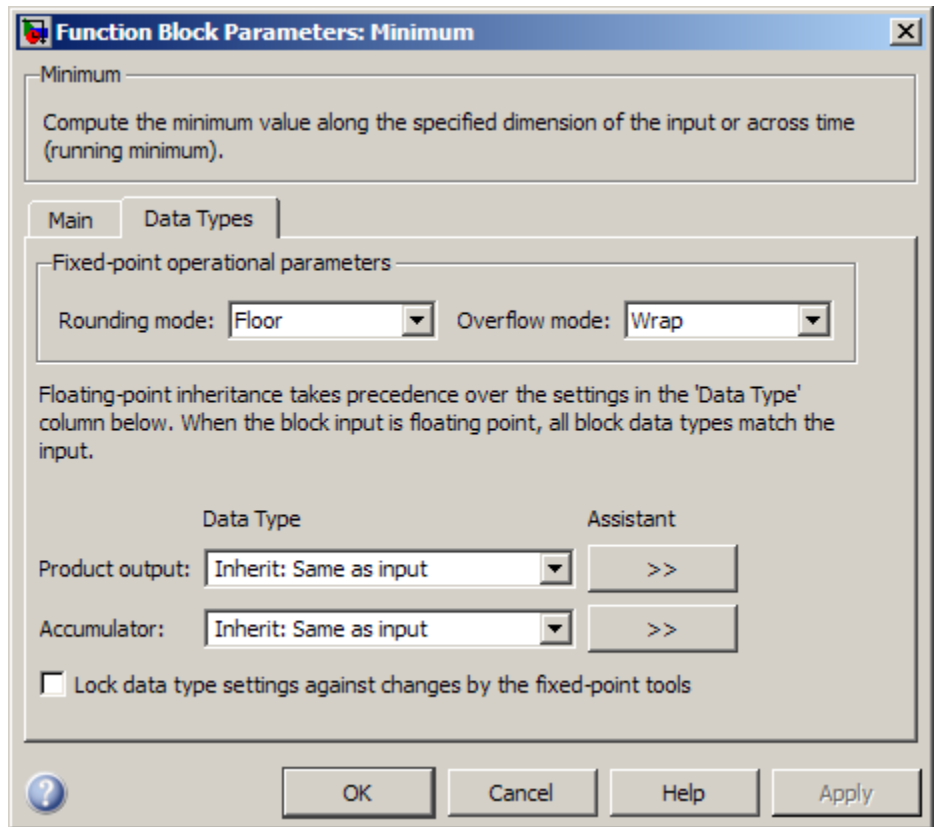 Function Block Parameters: Minimum
Minimum
Compute the minimum value along the specified dimension of the input or across time
(running minimum).
Main Data Types
Fixed-point operational parameters
Rounding mode: Floor Overflow mode: Wrap
Floating-point inheritance takes precedence over the settings in the 'Data Type'
column below. When the block input is floating point, all block data types match the
input.
Data Type Assistant
Product output: Inherit: Same as input >>
Accumulator: Inherit: Same as input >>
Lock data type settings against changes by the fixed-point tools
? OK Cancel Help Apply